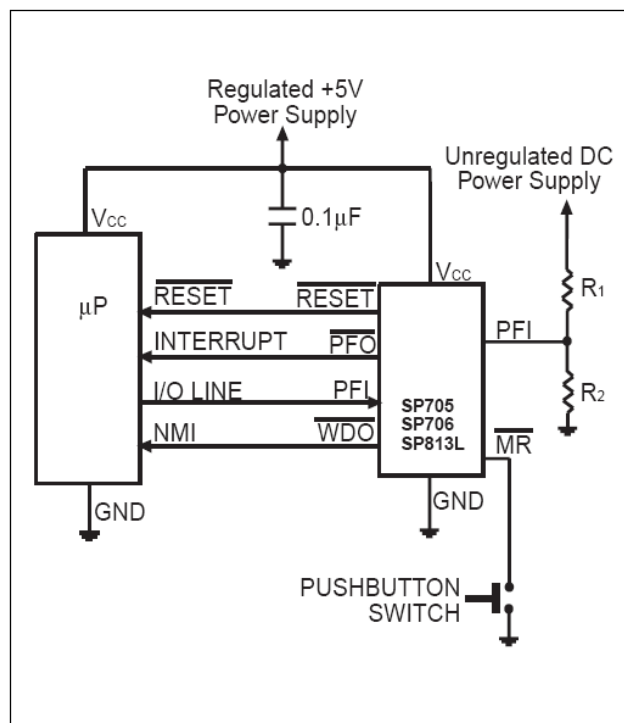 Regulated +5V
Power Supply
Unregulated DC
Power Supply
0.1µF
VCC
VCC
µP
RESET
RESET
R1
INTERRUPT
PFO
PFI
I/O LINE
PFI
R2
NMI
WDO
SP705
SP706
SP813L
MR
GND
GND
PUSHBUTTON
SWITCH